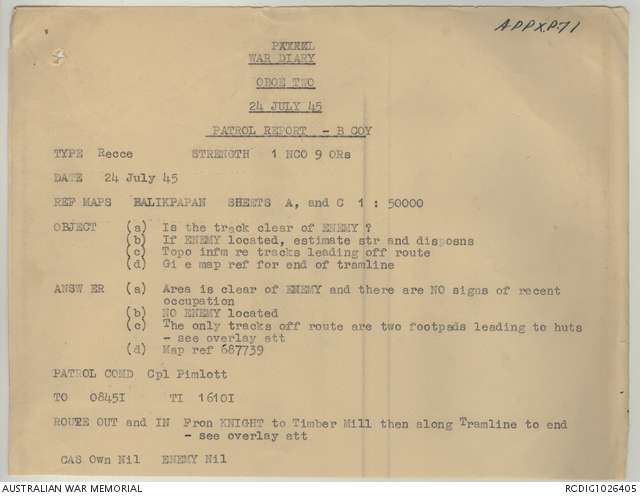 APPX.P.71
WAR DIARY
OBOE TWO
24 JULY 45
PATROL REPORT - B COY
TYPE Recce STRENGTH 1 NCO 9 ORs
DATE 24 July 45
REF MAPS BALIKPAPAN SHEETS A, and C 1 : 50000
OBJECT (a) Is the track clear of ENEMY ?
(b) If ENEMY located, estimate str and disposns
(c) Topo infm re tracks leading off route
(d) Gi e map ref for end of tramline
ANSW ER (a) Area is clear of ENEMY and there are NO signs of recent
occupation
(b) NO ENEMY located
(c) The only tracks off route are two footpads leading to huts
- see overlay att
(d) Map ref 687739
PATROL COMD Cpl Pimlott
TO 0845I TI 1610I
ROUTE OUT and IN Fron KNIGHT to Timber Mill then along Tramline to end
- see overlay att
CAS Own Nil ENEMY Nil
AUSTRALIAN WAR MEMORIAL
RCDIG1026405